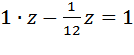 1 · z − 1/12 z = 1